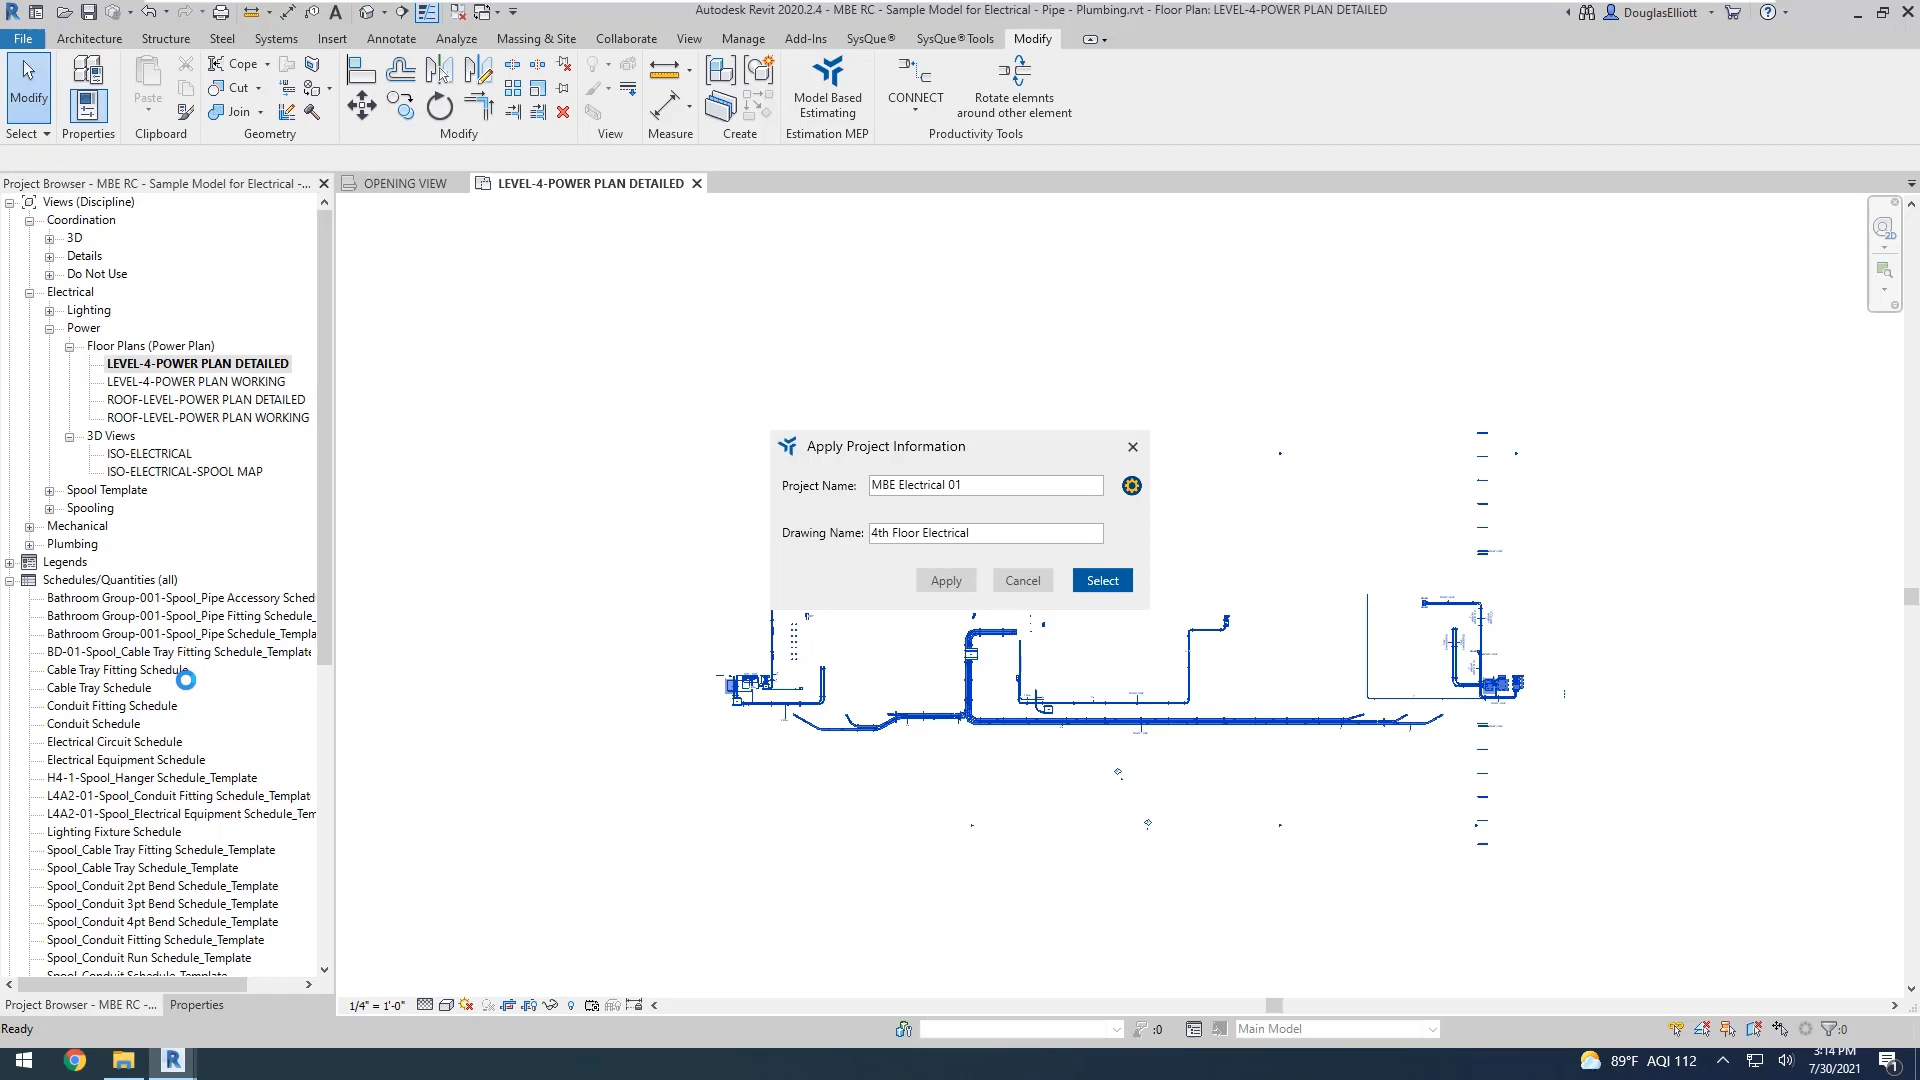 Autodesk Revit 2020.2.4 - MBE RC - Sample Model for Electrical - Pipe - Plumbing.rvt - Floor Plan: LEVEL-4-POWER PLAN DETAILED
DouglasElliott
File Architecture Structure Steel Systems Insert Annotate Analyze Massing & Site Collaborate View Manage Add-Ins SysQue® SysQue® Tools Modify
Cope
Cut
Join
Modify
Paste
Model Based Estimating
CONNECT
Rotate elemnts around other element
Select Properties Clipboard Geometry Modify View Measure Create Estimation MEP Productivity Tools
Project Browser - MBE RC - Sample Model for Electrical -...
OPENING VIEW
LEVEL-4-POWER PLAN DETAILED
Views (Discipline)
Coordination
3D
Details
Do Not Use
Electrical
Lighting
Power
Floor Plans (Power Plan)
LEVEL-4-POWER PLAN DETAILED
LEVEL-4-POWER PLAN WORKING
ROOF-LEVEL-POWER PLAN DETAILED
ROOF-LEVEL-POWER PLAN WORKING
3D Views
ISO-ELECTRICAL
ISO-ELECTRICAL-SPOOL MAP
Spool Template
Spooling
Mechanical
Plumbing
Legends
Schedules/Quantities (all)
Bathroom Group-001-Spool_Pipe Accessory Sched
Bathroom Group-001-Spool_Pipe Fitting Schedule_
Bathroom Group-001-Spool_Pipe Schedule_Templa
BD-01-Spool_Cable Tray Fitting Schedule_Template
Cable Tray Fitting Schedule
Cable Tray Schedule
Conduit Fitting Schedule
Conduit Schedule
Electrical Circuit Schedule
Electrical Equipment Schedule
H4-1-Spool_Hanger Schedule_Template
L4A2-01-Spool_Conduit Fitting Schedule_Templat
L4A2-01-Spool_Electrical Equipment Schedule_Tem
Lighting Fixture Schedule
Spool_Cable Tray Fitting Schedule_Template
Spool_Cable Tray Schedule_Template
Spool_Conduit 2pt Bend Schedule_Template
Spool_Conduit 3pt Bend Schedule_Template
Spool_Conduit 4pt Bend Schedule_Template
Spool_Conduit Fitting Schedule_Template
Spool_Conduit Run Schedule_Template
Spool_Conduit Schedule_Template
Apply Project Information
Project Name: MBE Electrical 01
Drawing Name: 4th Floor Electrical
Apply Cancel Select
2D
Project Browser - MBE RC -... Properties
1/4" = 1'-0"
Ready
:0
Main Model
:0
89°F AQI 112
3:14 PM
7/30/2021
1